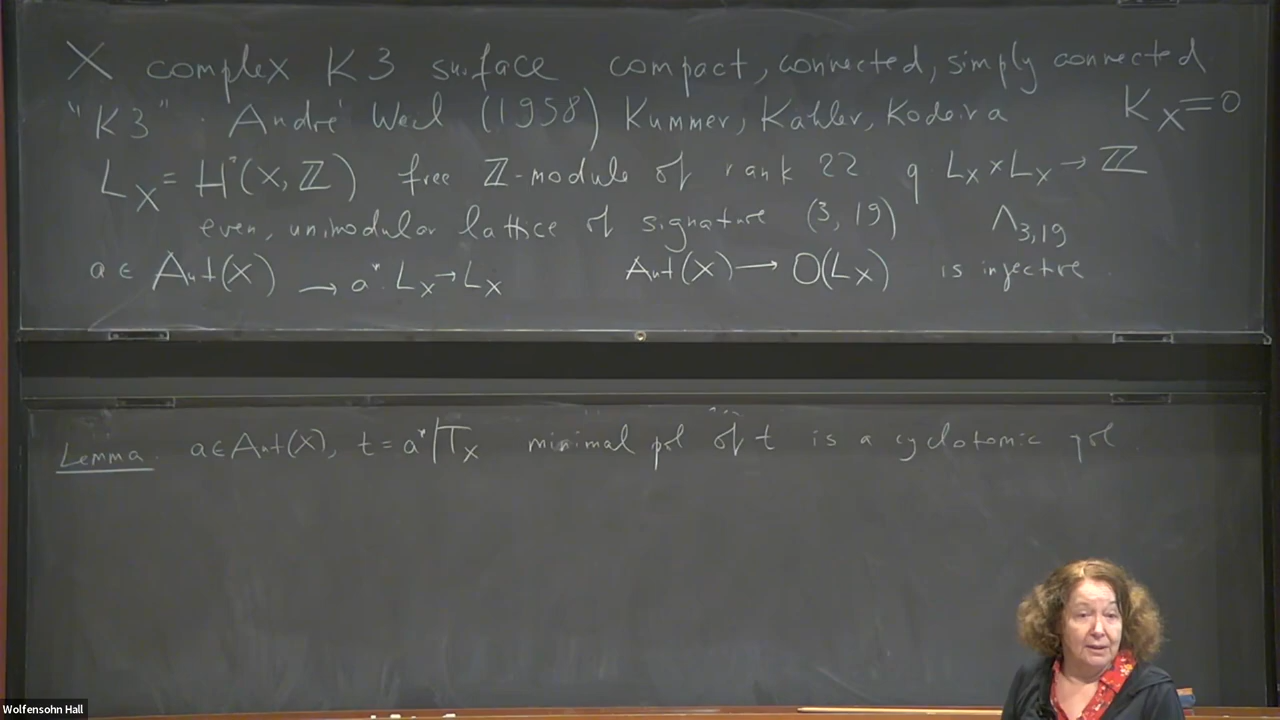 X complex K3 surface compact, connected, simply connected
"K3" : André Weil (1958) Kummer, Kähler, Kodaira K_X = 0
L_X = H²(X, ℤ) free ℤ-module of rank 22 q L_X × L_X → ℤ
even, unimodular lattice of signature (3, 19) Λ_{3,19}
a ∈ Aut(X) → a*: L_X → L_X Aut(X) → O(L_X) is injective
Lemma. a ∈ Aut(X), t = a*|T_X minimal pol of t is a cyclotomic pol.
Wolfensohn Hall